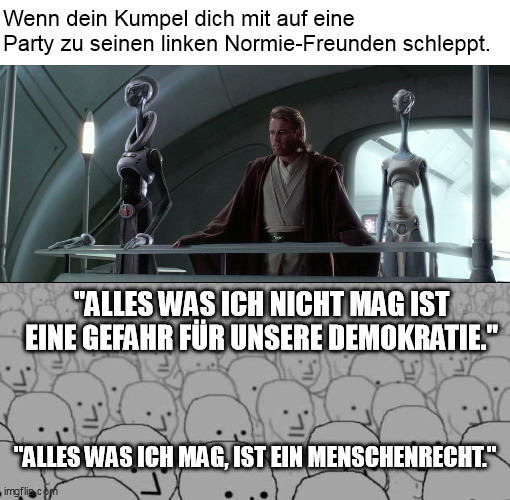 Wenn dein Kumpel dich mit auf eine
Party zu seinen linken Normie-Freunden schleppt.
"ALLES WAS ICH NICHT MAG IST
EINE GEFAHR FÜR UNSERE DEMOKRATIE."
"ALLES WAS ICH MAG, IST EIN MENSCHENRECHT."
imgflip.com